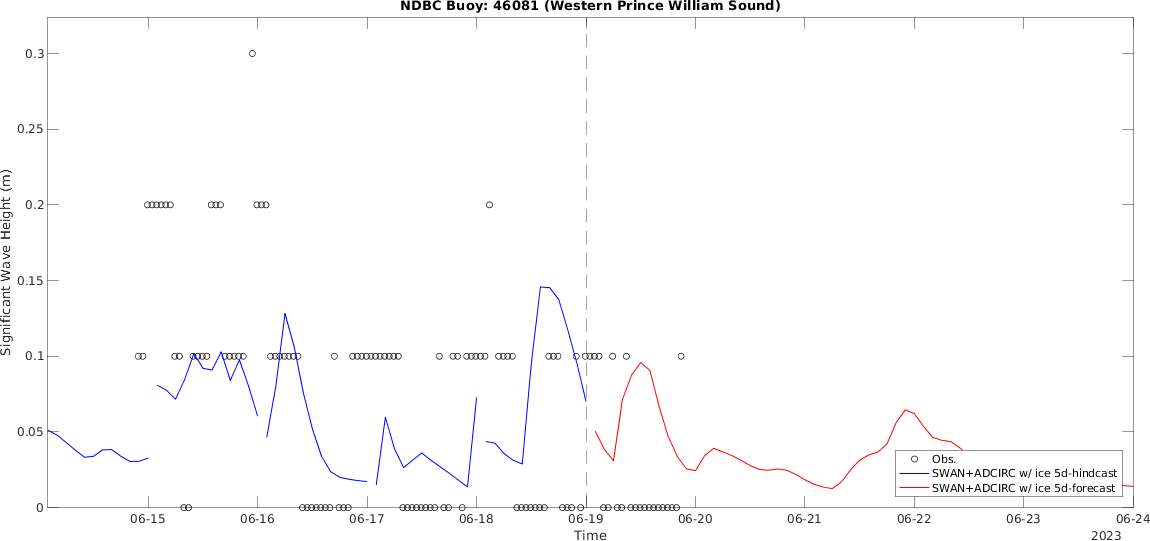 NDBC Buoy: 46081 (Western Prince William Sound)
Significant Wave Height (m)
0.3
0.25
0.2
0.15
0.1
0.05
0
06-15 06-16 06-17 06-18 06-19 06-20 06-21 06-22 06-23 06-24
Time
2023
Obs.
SWAN+ADCIRC w/ ice 5d-hindcast
SWAN+ADCIRC w/ ice 5d-forecast